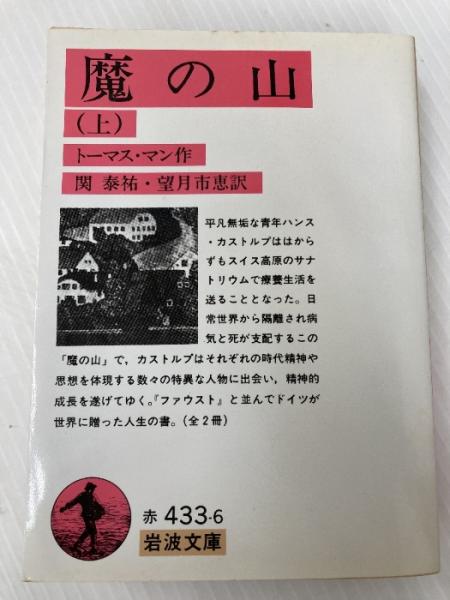 魔の山
(上)
トーマス・マン作
関 泰祐・望月市恵訳
平凡無垢な青年ハンス
・カストルプははから
ずもスイス高原のサナ
トリウムで療養生活を
送ることとなった。日
常世界から隔離され病
気と死が支配するこの
「魔の山」で，カストルプはそれぞれの時代精神や
思想を体現する数々の特異な人物に出会い，精神的
成長を遂げてゆく。『ファウスト』と並んでドイツが
世界に贈った人生の書。(全2冊)
赤 433-6
岩波文庫